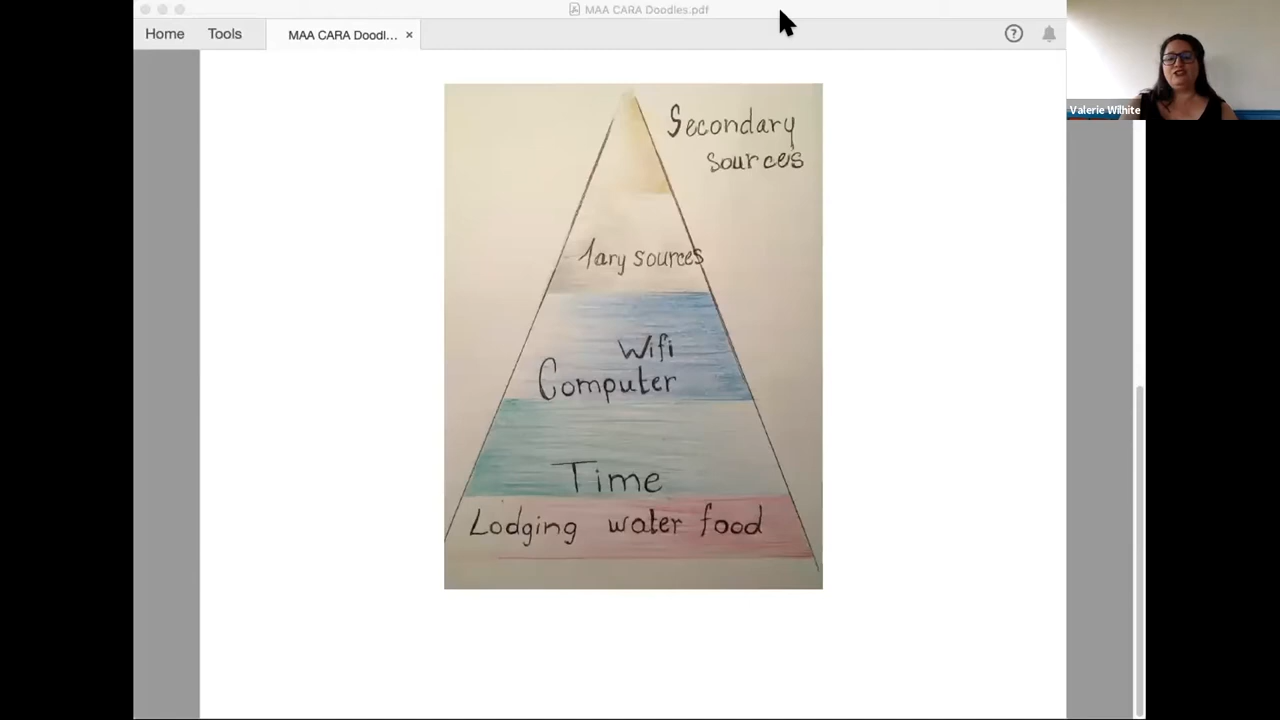 MAA CARA Doodles.pdf
Home Tools MAA CARA Doodl... ×
Valerie Wilhite
Secondary
sources
1ary sources
Wifi
Computer
Time
Lodging water food